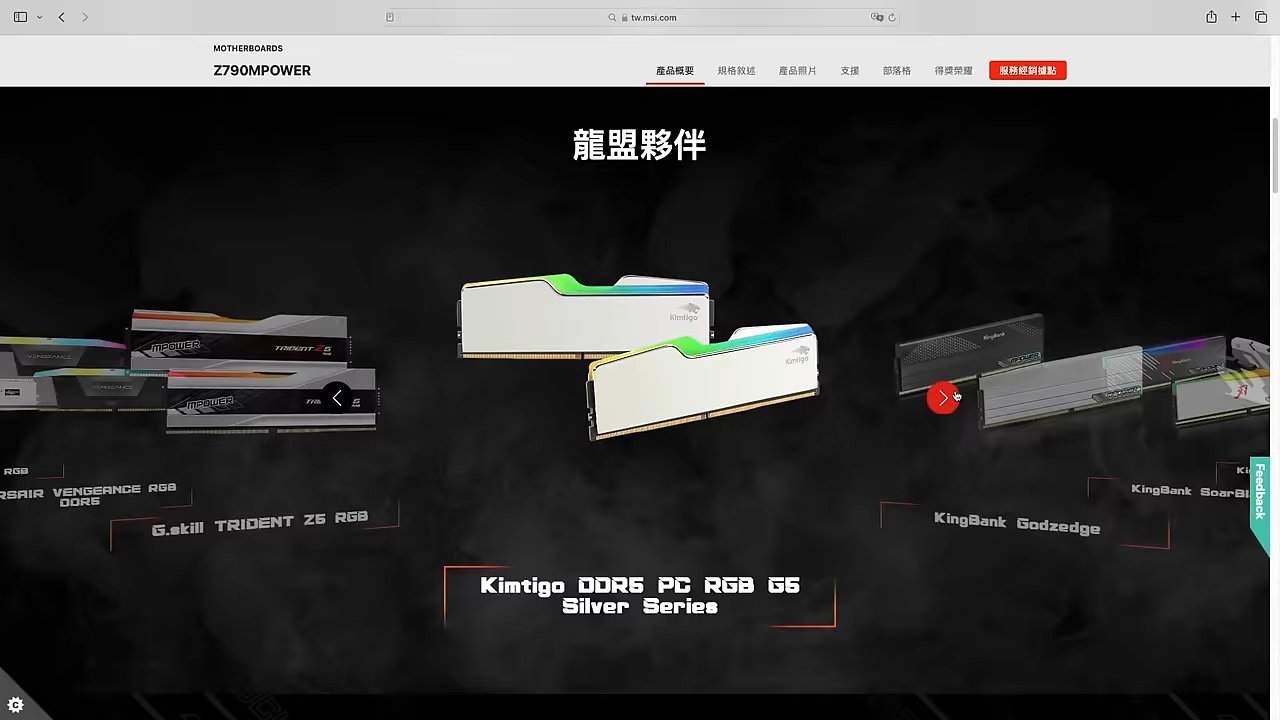 tw.msi.com
MOTHERBOARDS
Z790MPOWER
產品概要
規格敘述
產品照片
支援
部落格
得獎榮耀
服務經銷據點
龍盟夥伴
Kimtigo
Kimtigo
VENGEANCE
VENGEANCE
MPOWER
TRIDENT Z5
MPOWER
KingBank
RGB
RSAIR VENGEANCE RGB
DDR5
G.skill TRIDENT Z5 RGB
Kimtigo DDR5 PC RGB G5
Silver Series
KingBank Godzedge
KingBank SoarBl
Feedback